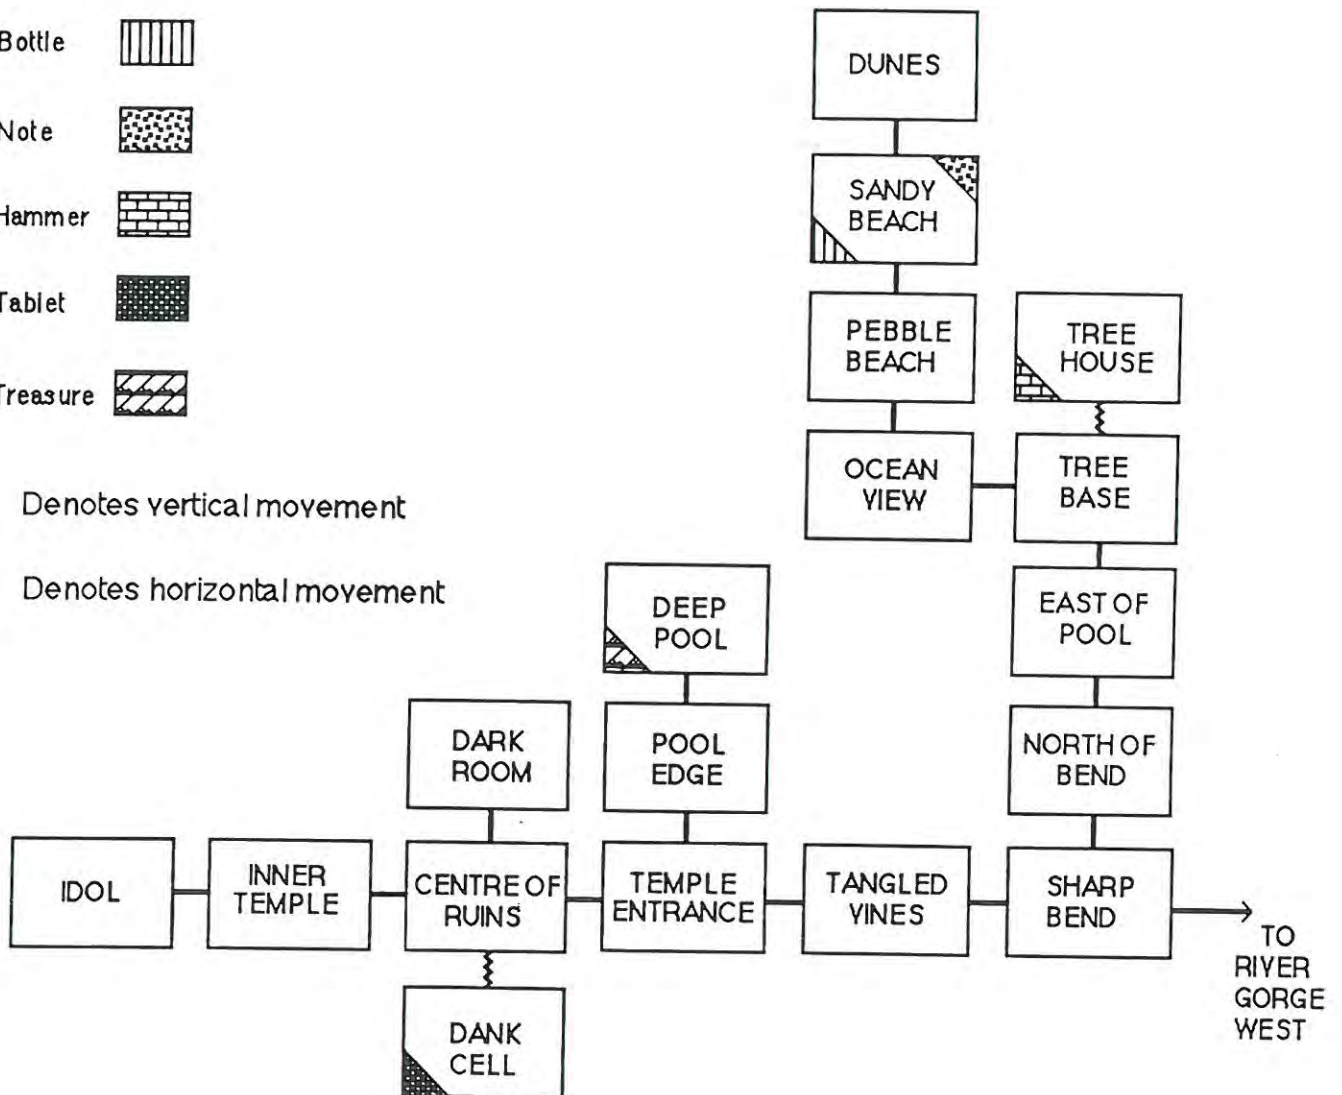 Bottle
Note
Hammer
Tablet
Treasure
Denotes vertical movement
Denotes horizontal movement
DUNES
SANDY
BEACH
PEBBLE
BEACH
TREE
HOUSE
OCEAN
VIEW
TREE
BASE
DEEP
POOL
EAST OF
POOL
DARK
ROOM
POOL
EDGE
NORTH OF
BEND
IDOL
INNER
TEMPLE
CENTRE OF
RUINS
TEMPLE
ENTRANCE
TANGLED
VINES
SHARP
BEND
TO
RIVER
GORGE
WEST
DANK
CELL